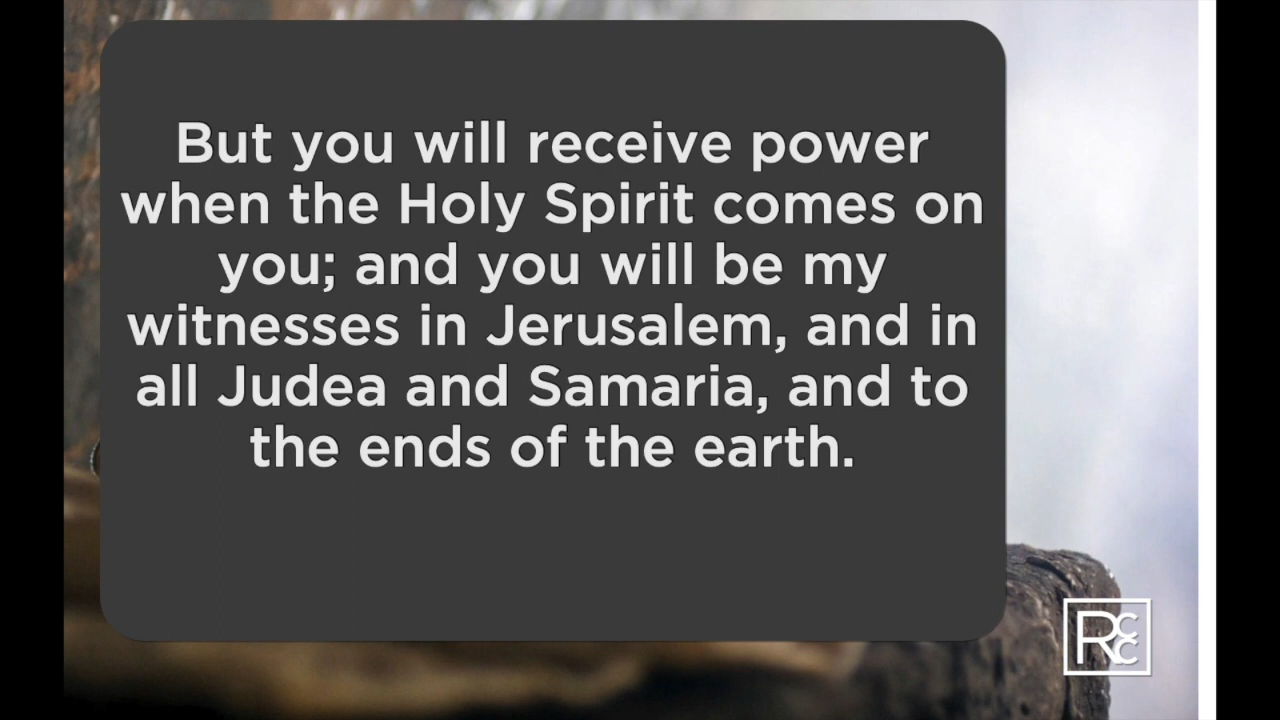 But you will receive power
when the Holy Spirit comes on
you; and you will be my
witnesses in Jerusalem, and in
all Judea and Samaria, and to
the ends of the earth.
RCC